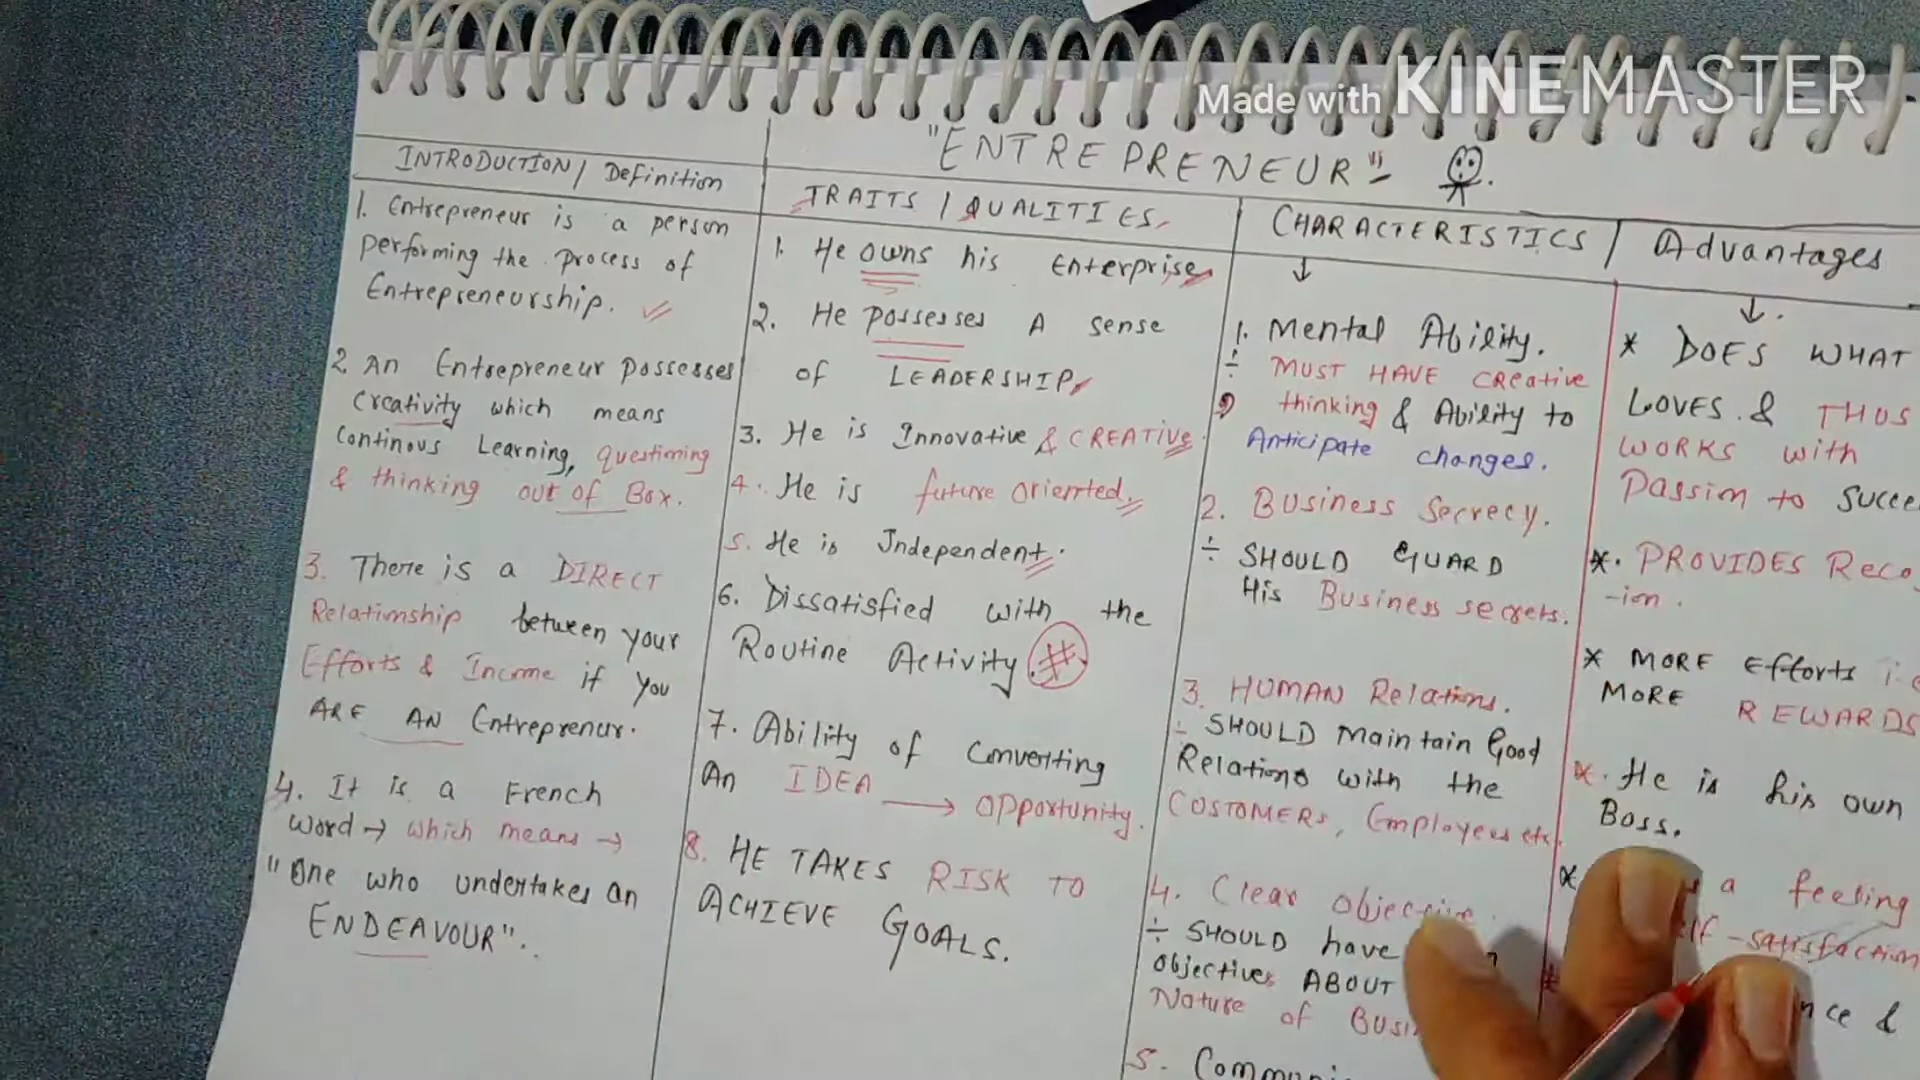 Made with KINEMASTER
"ENTREPRENEUR"
INTRODUCTION / Definition
1. Entrepreneur is a person
performing the process of
Entrepreneurship.
2. An Entrepreneur possesses
Creativity which means
Continous Learning, questioning
& thinking out of Box.
3. There is a DIRECT
Relationship between your
Efforts & Income if you
ARE AN Entreprenur.
4. It is a French
word → which means →
"One who undertakes an
ENDEAVOUR".
TRAITS / QUALITIES
1. He owns his Enterprise
2. He possesses A sense
of LEADERSHIP
3. He is Innovative & CREATIVE.
4. He is future oriented
5. He is Independent.
6. Dissatisfied with the
Routine Activity. #
7. Ability of converting
An IDEA → opportunity.
8. HE TAKES RISK TO
ACHIEVE GOALS.
CHARACTERISTICS /
↓
1. Mental Ability.
÷ MUST HAVE creative
thinking & Ability to
Anticipate changes.
2. Business Secrecy.
÷ SHOULD GUARD
His Business secrets.
3. HUMAN Relations.
÷ SHOULD maintain Good
Relations with the
COSTOMERS, Employees etc.
4. Clear objective.
÷ SHOULD have
objectives ABOUT
Nature of
5.
Advantages
↓
* DOES WHAT
LOVES & THUS
WORKS with
Passion to
*. PROVIDES
-ion.
* MORE Efforts i.e
MORE REWARDS
*. He is his own
Boss.
* a feeling
-satisfaction
&